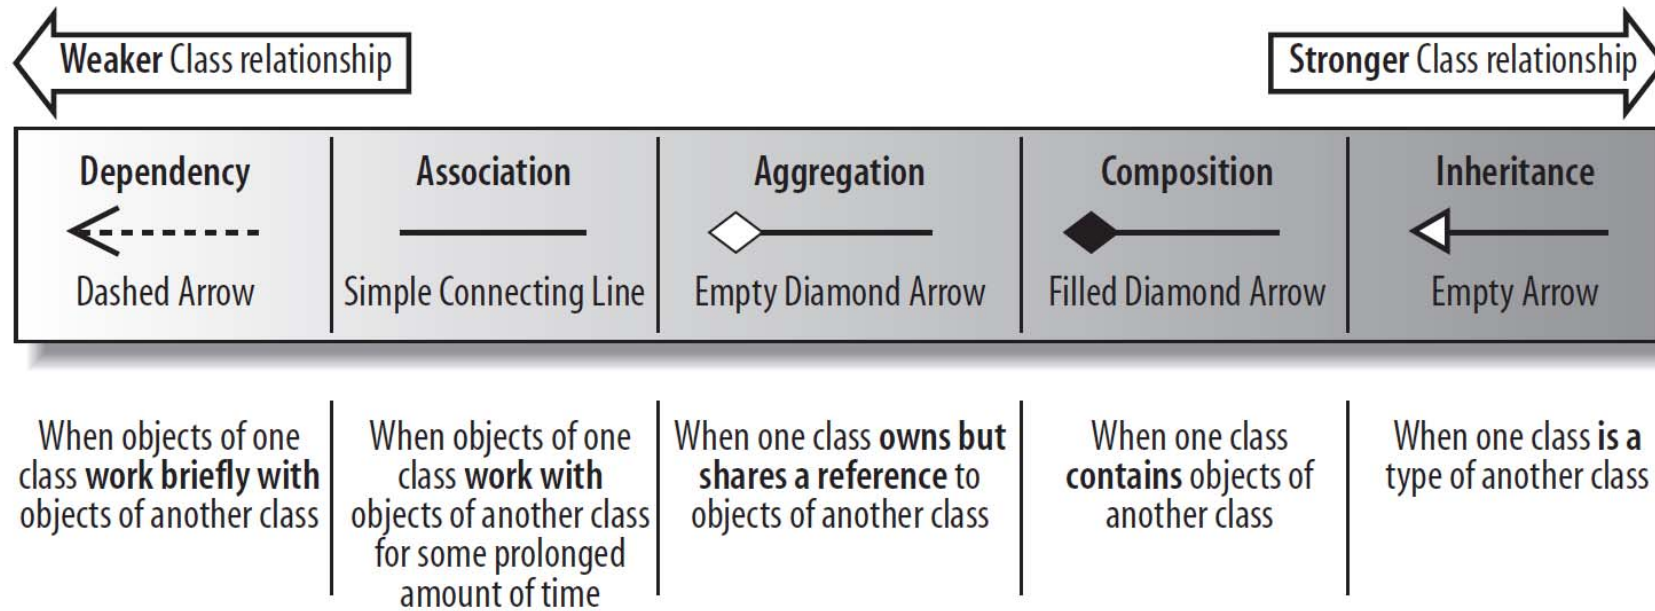 Weaker Class relationship
Stronger Class relationship
Dependency
Dashed Arrow
Association
Simple Connecting Line
Aggregation
Empty Diamond Arrow
Composition
Filled Diamond Arrow
Inheritance
Empty Arrow
When objects of one
class work briefly with
objects of another class
When objects of one
class work with
objects of another class
for some prolonged
amount of time
When one class owns but
shares a reference to
objects of another class
When one class
contains objects of
another class
When one class is a
type of another class